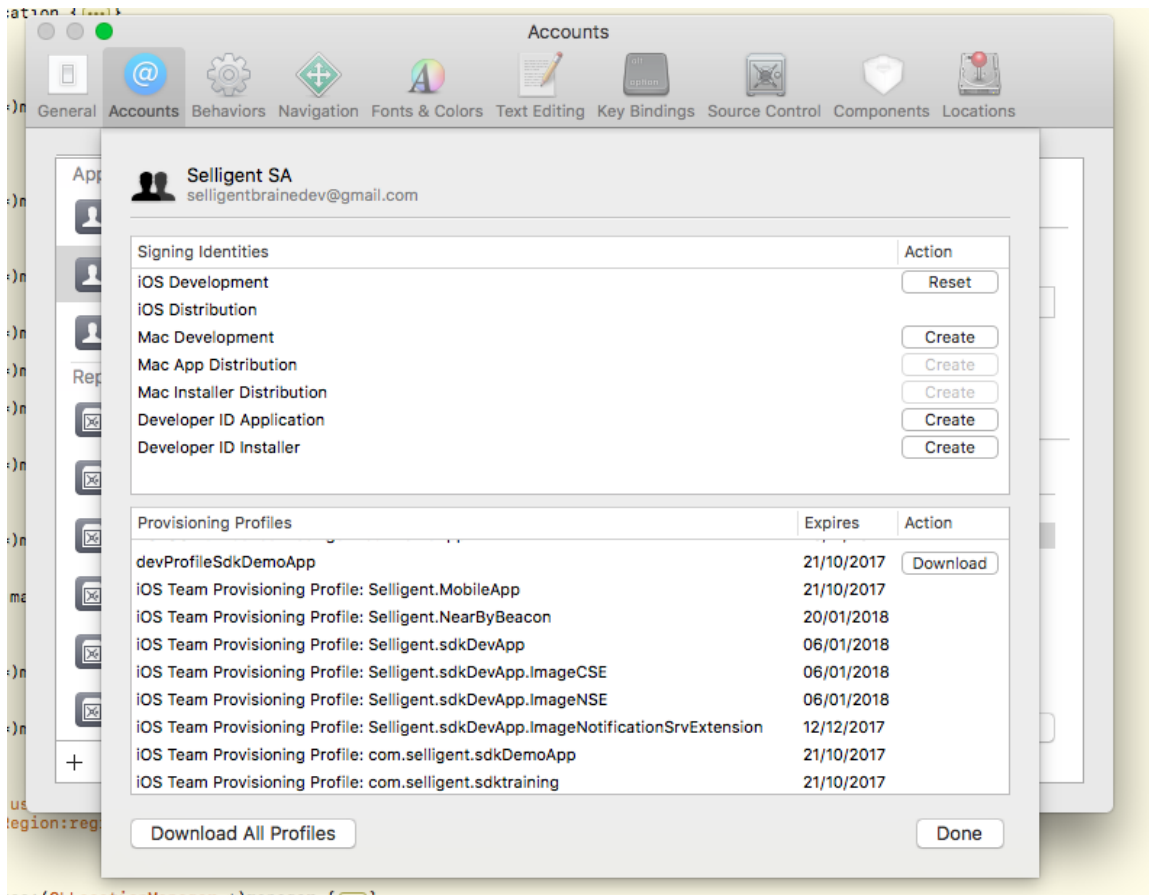 Accounts
General Accounts Behaviors Navigation Fonts & Colors Text Editing Key Bindings Source Control Components Locations
Selligent SA
selligentbrainedev@gmail.com
Signing Identities Action
iOS Development Reset
iOS Distribution
Mac Development Create
Mac App Distribution Create
Mac Installer Distribution Create
Developer ID Application Create
Developer ID Installer Create
Provisioning Profiles Expires Action
devProfileSdkDemoApp 21/10/2017 Download
iOS Team Provisioning Profile: Selligent.MobileApp 21/10/2017
iOS Team Provisioning Profile: Selligent.NearByBeacon 20/01/2018
iOS Team Provisioning Profile: Selligent.sdkDevApp 06/01/2018
iOS Team Provisioning Profile: Selligent.sdkDevApp.ImageCSE 06/01/2018
iOS Team Provisioning Profile: Selligent.sdkDevApp.ImageNSE 06/01/2018
iOS Team Provisioning Profile: Selligent.sdkDevApp.ImageNotificationSrvExtension 12/12/2017
iOS Team Provisioning Profile: com.selligent.sdkDemoApp 21/10/2017
iOS Team Provisioning Profile: com.selligent.sdktraining 21/10/2017
Download All Profiles Done